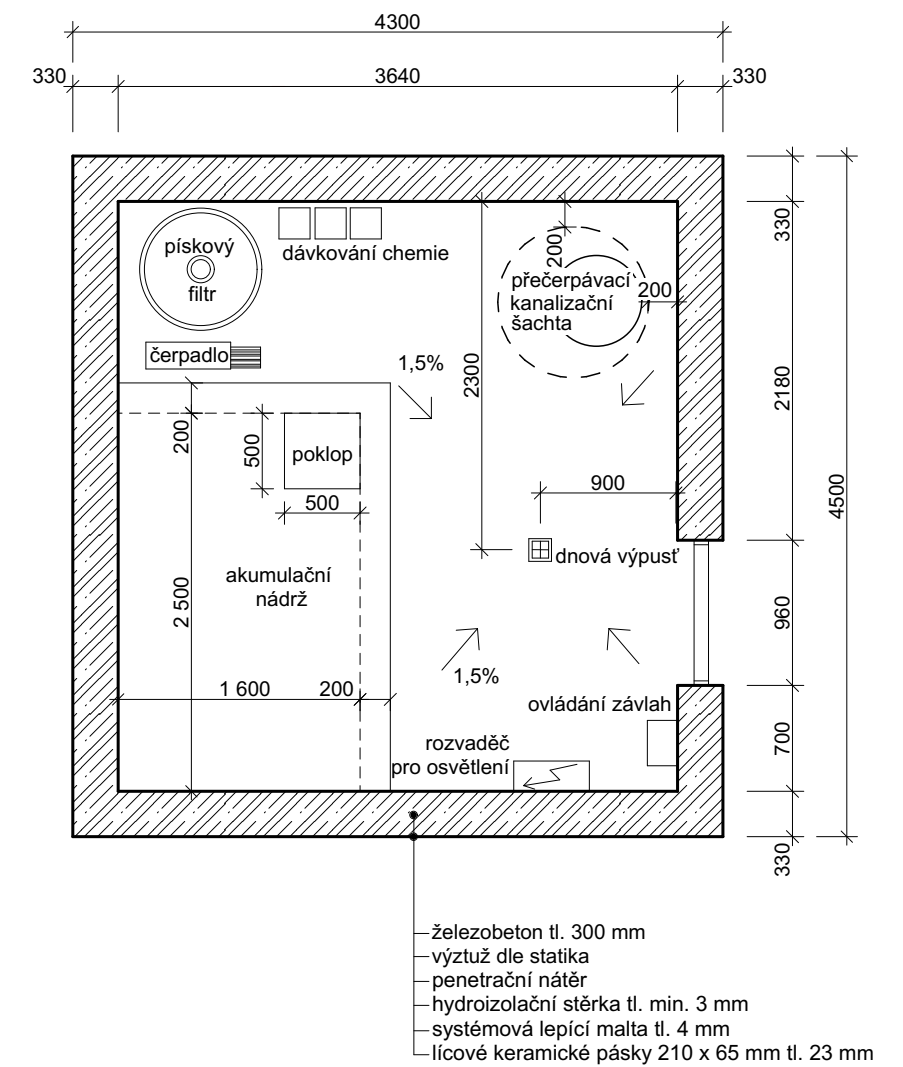 4300
330
3640
330
330
2180
4500
960
700
330
pískový
filtr
dávkování chemie
200
přečerpávací
kanalizační
šachta
200
čerpadlo
1,5%
2300
200
500
poklop
500
900
dnová výpusť
akumulační
nádrž
2 500
1 600
200
1,5%
ovládání závlah
rozvaděč
pro osvětlení
železobeton tl. 300 mm
výztuž dle statika
penetrační nátěr
hydroizolační stěrka tl. min. 3 mm
systémová lepící malta tl. 4 mm
lícové keramické pásky 210 x 65 mm tl. 23 mm